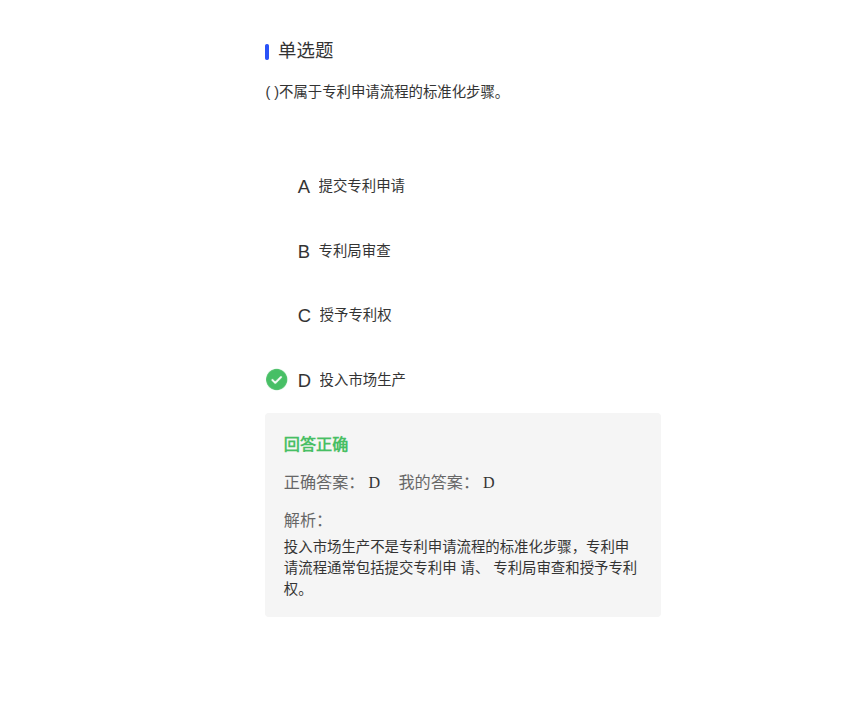 单选题
( )不属于专利申请流程的标准化步骤。
A 提交专利申请
B 专利局审查
C 授予专利权
D 投入市场生产
回答正确
正确答案： D 我的答案： D
解析：
投入市场生产不是专利申请流程的标准化步骤，专利申
请流程通常包括提交专利申 请、 专利局审查和授予专利
权。